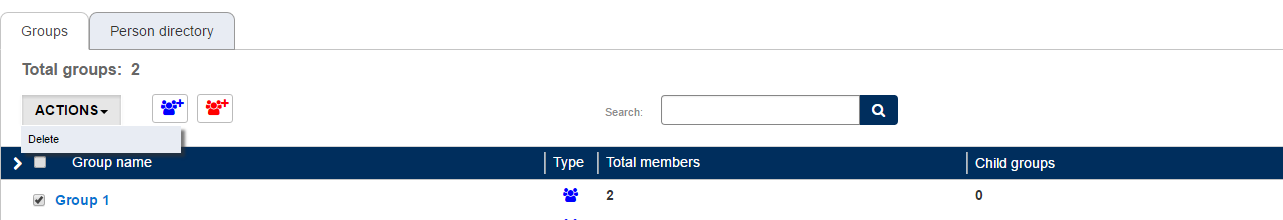 Groups
Person directory
Total groups: 2
ACTIONS
Search:
Delete
Group name
Type
Total members
Child groups
Group 1
2
0